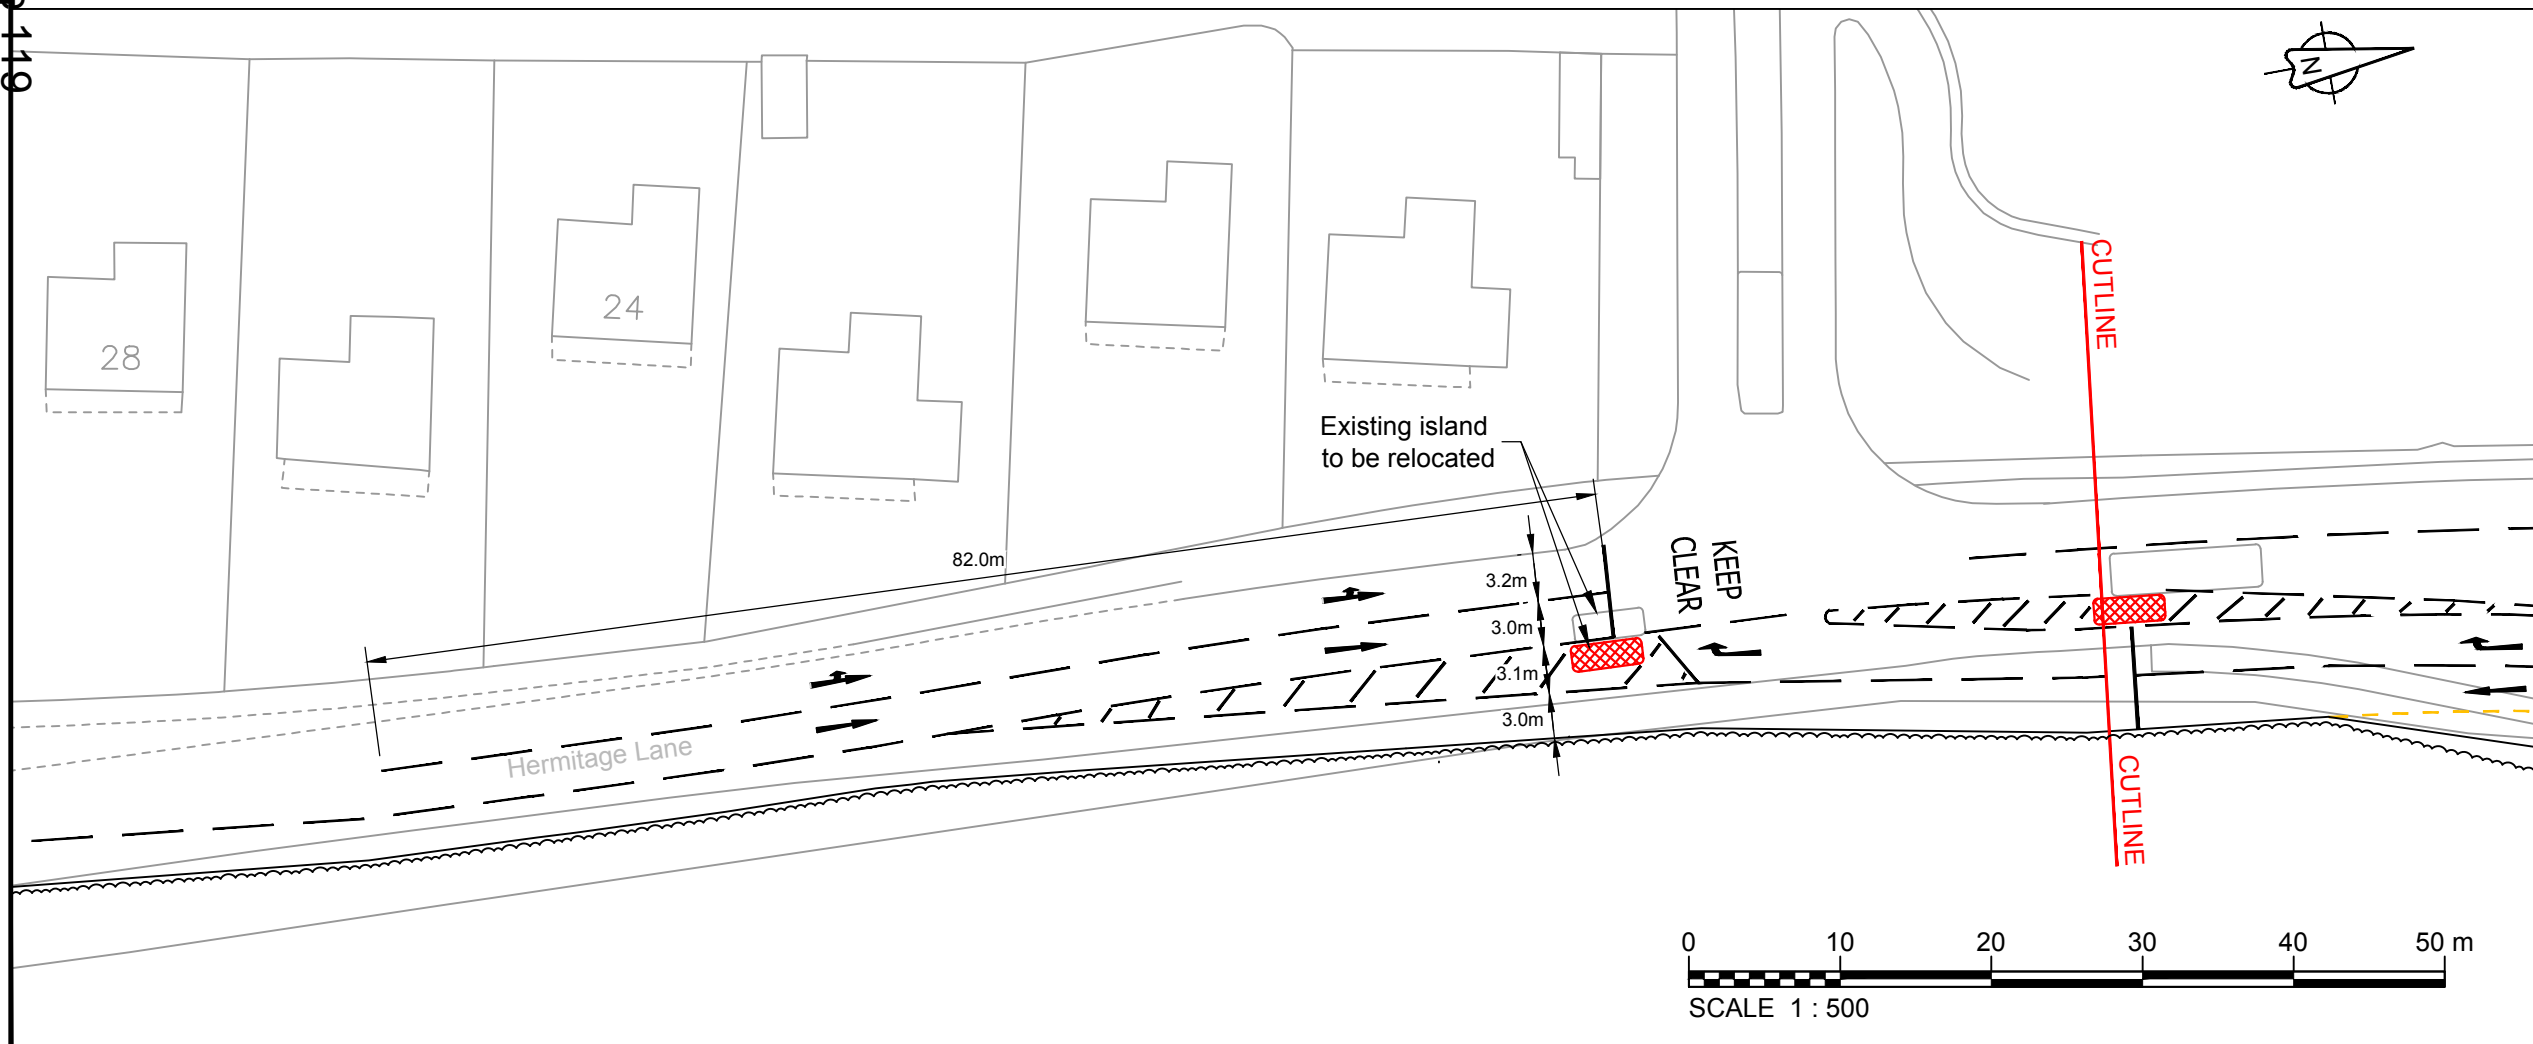 119
N
28
24
CUTLINE
Existing island
to be relocated
82.0m
3.2m
3.0m
3.1m
3.0m
KEEP
CLEAR
Hermitage Lane
CUTLINE
0 10 20 30 40 50 m
SCALE 1 : 500